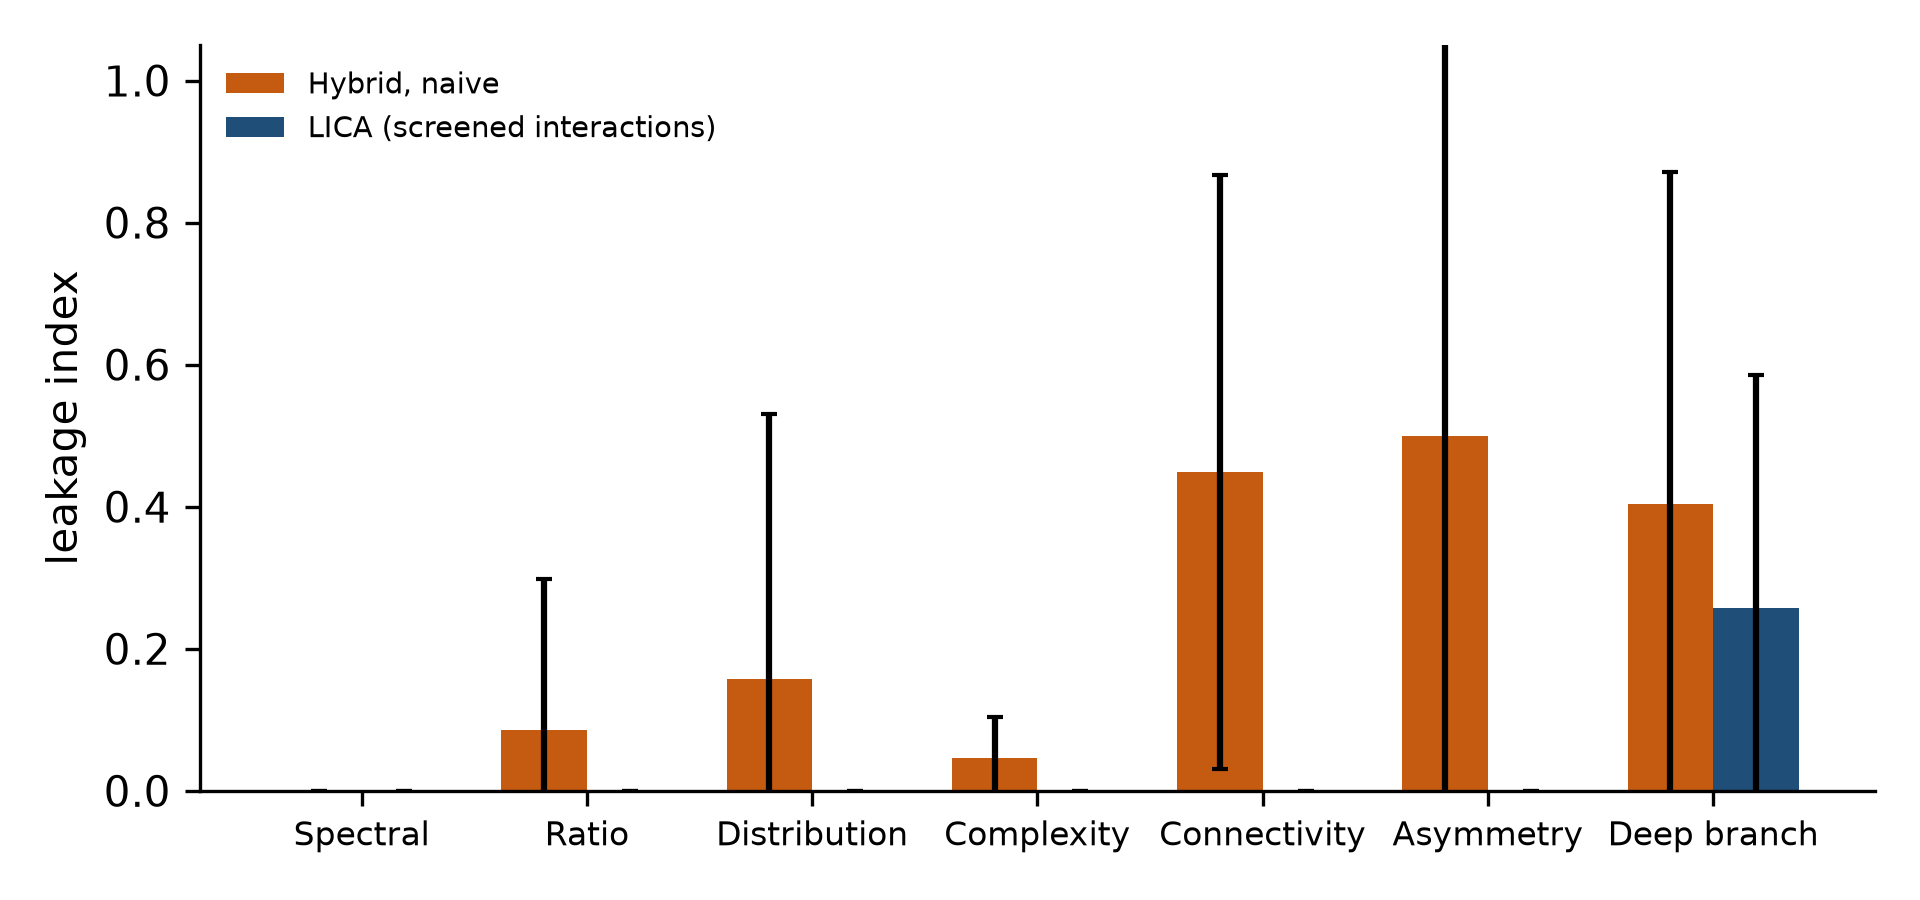 Hybrid, naive
LICA (screened interactions)
leakage index
1.0
0.8
0.6
0.4
0.2
0.0
Spectral Ratio Distribution Complexity Connectivity Asymmetry Deep branch